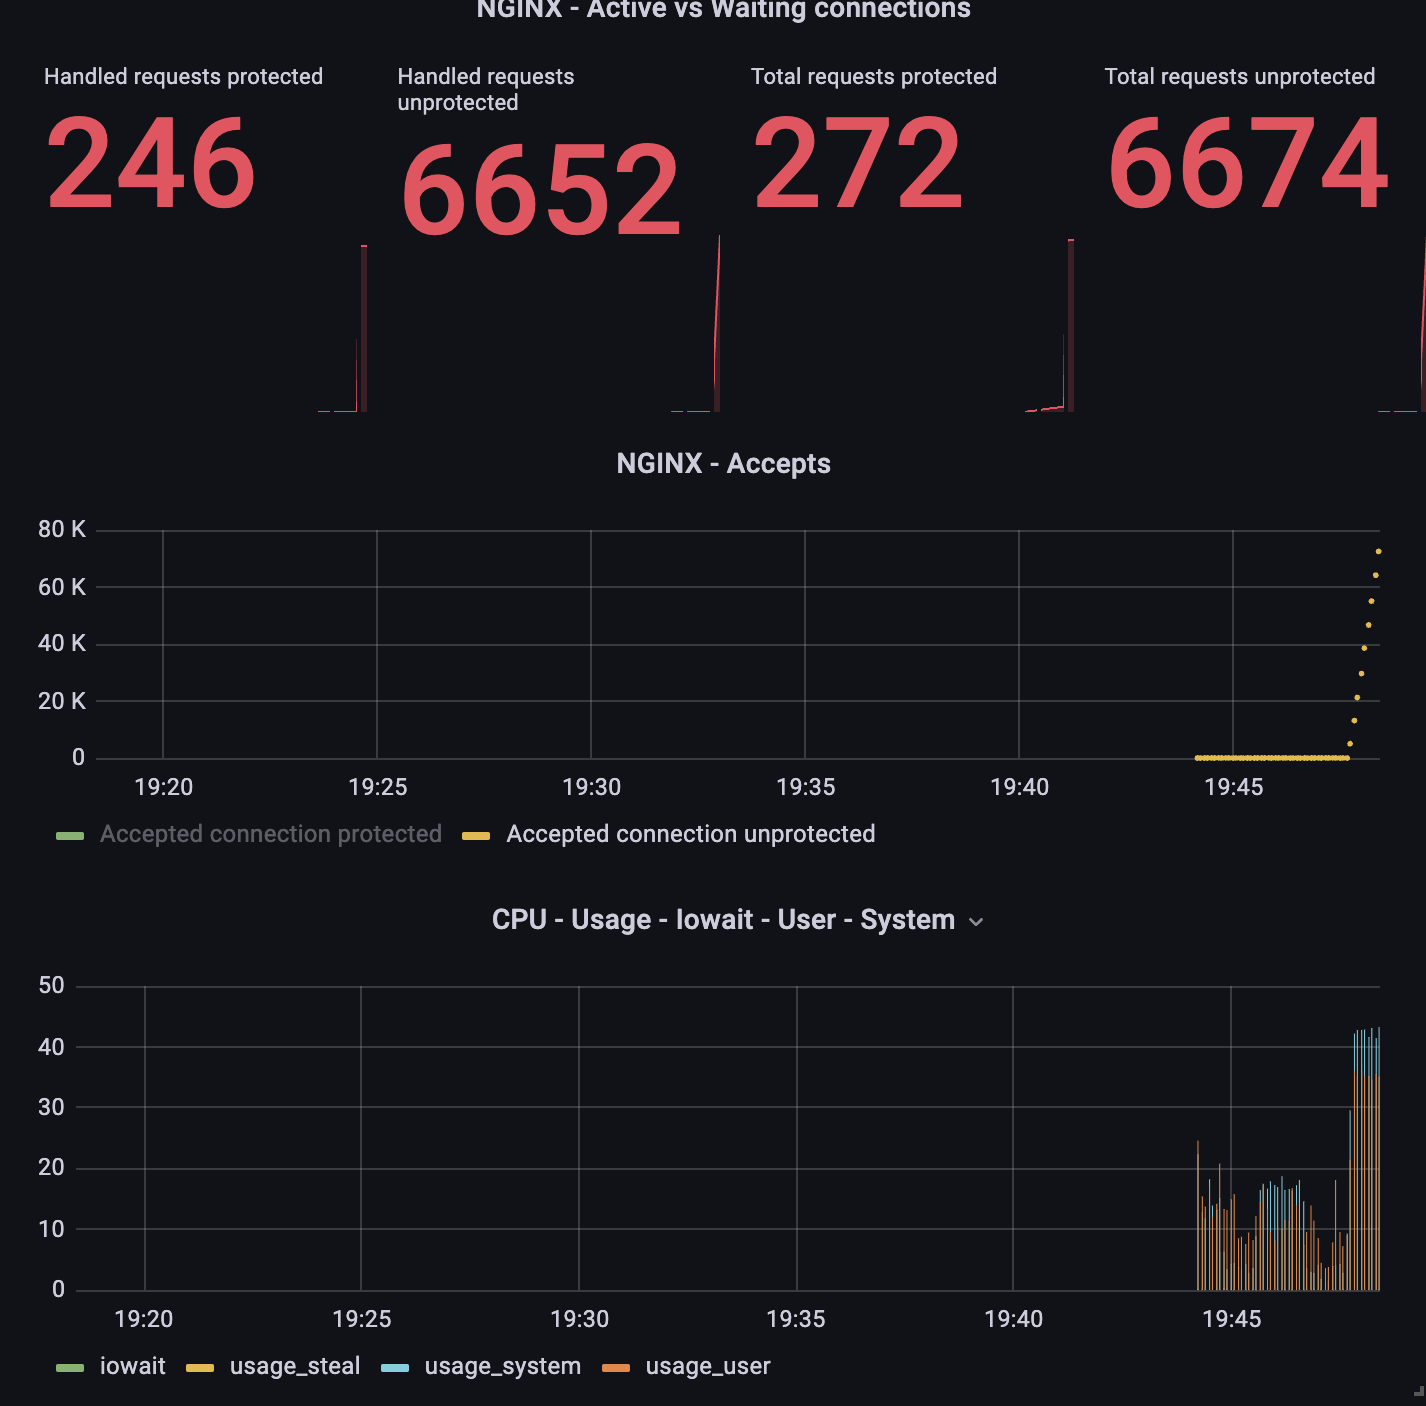 NGINX - Active vs Waiting connections
Handled requests protected
246
Handled requests
unprotected
6652
Total requests protected
272
Total requests unprotected
6674
NGINX - Accepts
80 K
60 K
40 K
20 K
0
19:20 19:25 19:30 19:35 19:40 19:45
Accepted connection protected Accepted connection unprotected
CPU - Usage - Iowait - User - System
50
40
30
20
10
0
19:20 19:25 19:30 19:35 19:40 19:45
iowait usage_steal usage_system usage_user